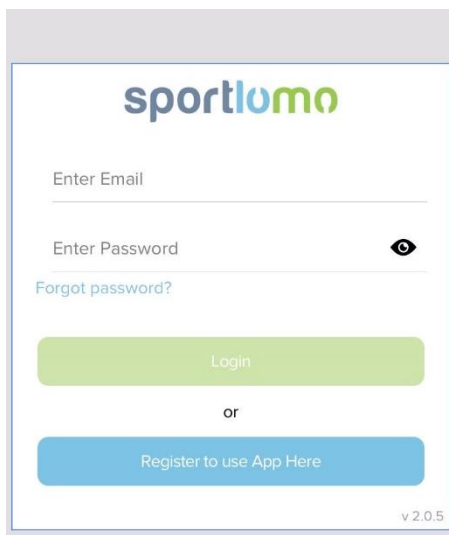 sportlomo
Enter Email
Enter Password
Forgot password?
Login
or
Register to use App Here
v 2.0.5